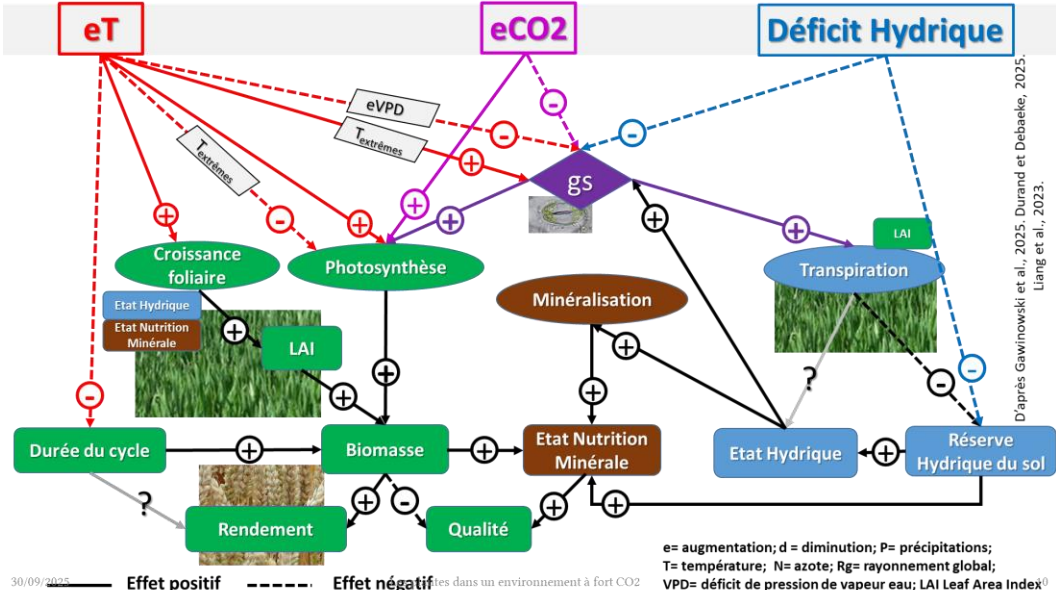 eT
eCO2
Déficit Hydrique
eVPD
-
-
-
T extrêmes
T extrêmes
+
gs
+
+
+
+
-
+
LAI
Croissance
foliaire
Photosynthèse
Transpiration
Etat Hydrique
Etat Nutrition
Minérale
Minéralisation
+
LAI
+
+
+
+
+
?
-
-
-
Durée du cycle
+
Biomasse
+
Etat Nutrition
Minérale
Etat Hydrique
+
Réserve
Hydrique du sol
?
+
-
+
+
Rendement
Qualité
D'après Gawinowski et al., 2025. Durand et Debaeke, 2025.
Liang et al., 2023.
e= augmentation; d = diminution; P= précipitations;
T= température; N= azote; Rg= rayonnement global;
VPD= déficit de pression de vapeur eau; LAI Leaf Area Index
30/09/2025
Effet positif
Effet négatif
dans un environnement à fort CO2
10